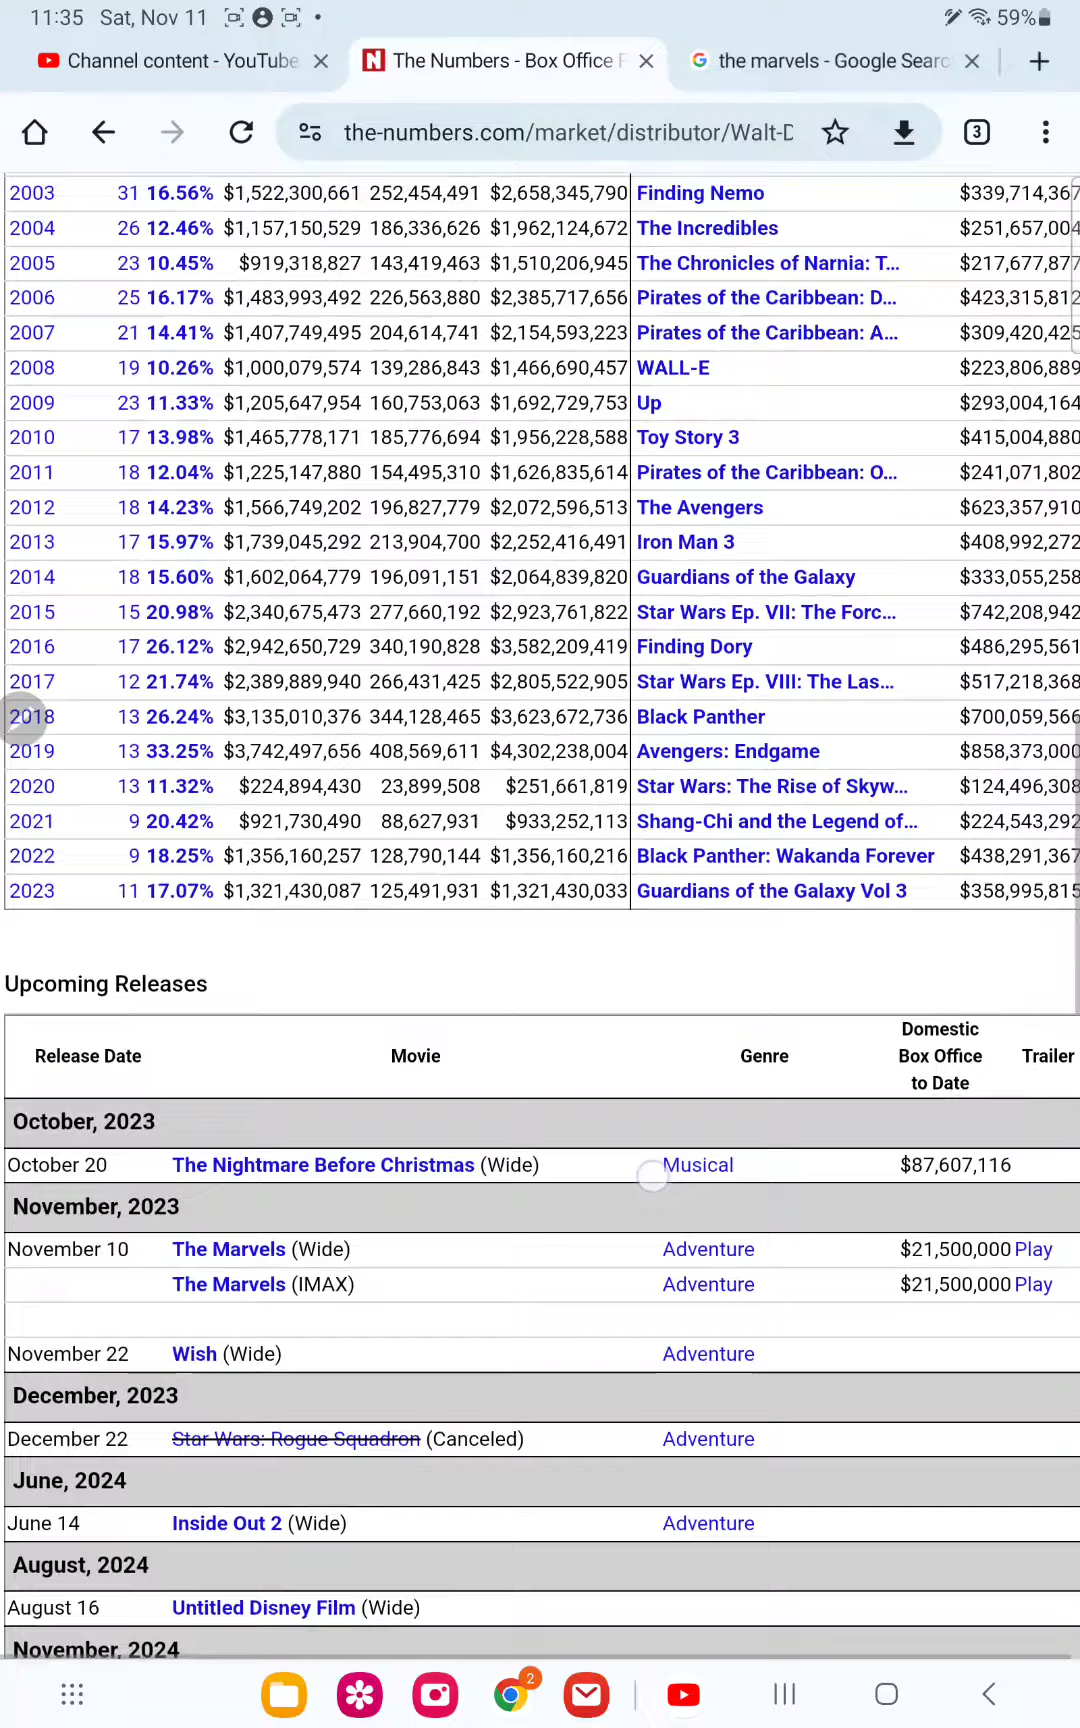 11:35 Sat, Nov 11 59%
Channel content - YouTube The Numbers - Box Office the marvels - Google Searc
the-numbers.com/market/distributor/Walt-D 3
2003 31 16.56% $1,522,300,661 252,454,491 $2,658,345,790 Finding Nemo $339,714,367
2004 26 12.46% $1,157,150,529 186,336,626 $1,962,124,672 The Incredibles $251,657,004
2005 23 10.45% $919,318,827 143,419,463 $1,510,206,945 The Chronicles of Narnia: T... $217,677,877
2006 25 16.17% $1,483,993,492 226,563,880 $2,385,717,656 Pirates of the Caribbean: D... $423,315,812
2007 21 14.41% $1,407,749,495 204,614,741 $2,154,593,223 Pirates of the Caribbean: A... $309,420,425
2008 19 10.26% $1,000,079,574 139,286,843 $1,466,690,457 WALL-E $223,806,889
2009 23 11.33% $1,205,647,954 160,753,063 $1,692,729,753 Up $293,004,164
2010 17 13.98% $1,465,778,171 185,776,694 $1,956,228,588 Toy Story 3 $415,004,880
2011 18 12.04% $1,225,147,880 154,495,310 $1,626,835,614 Pirates of the Caribbean: O... $241,071,802
2012 18 14.23% $1,566,749,202 196,827,779 $2,072,596,513 The Avengers $623,357,910
2013 17 15.97% $1,739,045,292 213,904,700 $2,252,416,491 Iron Man 3 $408,992,272
2014 18 15.60% $1,602,064,779 196,091,151 $2,064,839,820 Guardians of the Galaxy $333,055,258
2015 15 20.98% $2,340,675,473 277,660,192 $2,923,761,822 Star Wars Ep. VII: The Forc... $742,208,942
2016 17 26.12% $2,942,650,729 340,190,828 $3,582,209,419 Finding Dory $486,295,561
2017 12 21.74% $2,389,889,940 266,431,425 $2,805,522,905 Star Wars Ep. VIII: The Las... $517,218,368
2018 13 26.24% $3,135,010,376 344,128,465 $3,623,672,736 Black Panther $700,059,566
2019 13 33.25% $3,742,497,656 408,569,611 $4,302,238,004 Avengers: Endgame $858,373,000
2020 13 11.32% $224,894,430 23,899,508 $251,661,819 Star Wars: The Rise of Skyw... $124,496,308
2021 9 20.42% $921,730,490 88,627,931 $933,252,113 Shang-Chi and the Legend of... $224,543,292
2022 9 18.25% $1,356,160,257 128,790,144 $1,356,160,216 Black Panther: Wakanda Forever $438,291,367
2023 11 17.07% $1,321,430,087 125,491,931 $1,321,430,033 Guardians of the Galaxy Vol 3 $358,995,815
Upcoming Releases
Release Date Movie Genre Domestic Box Office to Date Trailer
October, 2023
October 20 The Nightmare Before Christmas (Wide) Musical $87,607,116
November, 2023
November 10 The Marvels (Wide) Adventure $21,500,000 Play
The Marvels (IMAX) Adventure $21,500,000 Play
November 22 Wish (Wide) Adventure
December, 2023
December 22 Star Wars: Rogue Squadron (Canceled) Adventure
June, 2024
June 14 Inside Out 2 (Wide) Adventure
August, 2024
August 16 Untitled Disney Film (Wide)
November, 2024
2